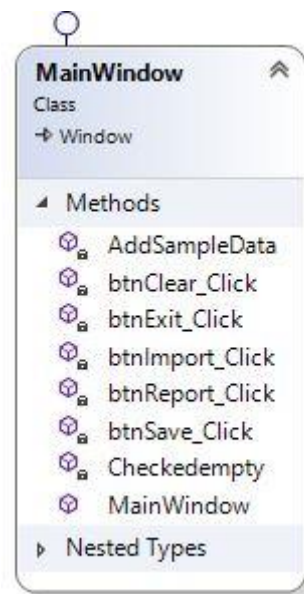 MainWindow
Class
Window
Methods
AddSampleData
btnClear_Click
btnExit_Click
btnImport_Click
btnReport_Click
btnSave_Click
Checkedempty
MainWindow
Nested Types